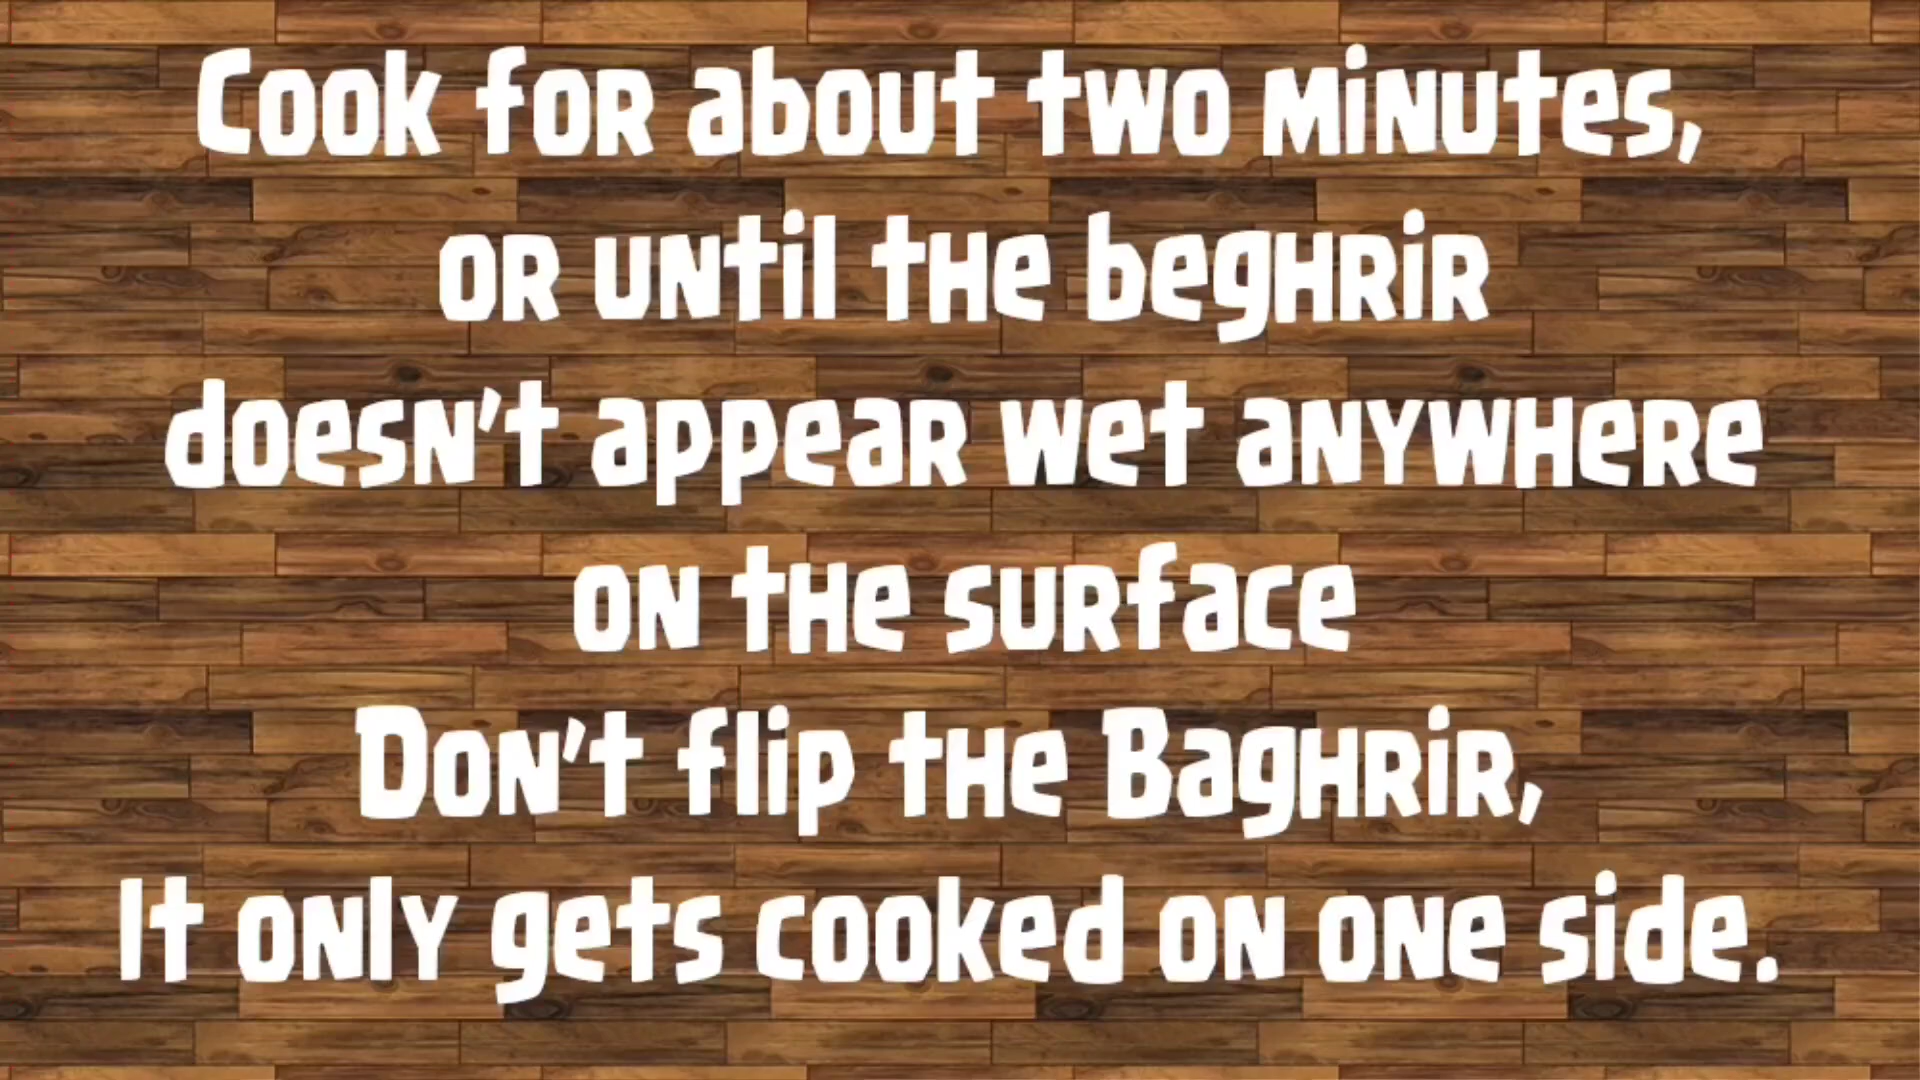 Cook for about two minutes,
or until the beghrir
doesn't appear wet anywhere
on the surface
Don't flip the Baghrir,
It only gets cooked on one side.